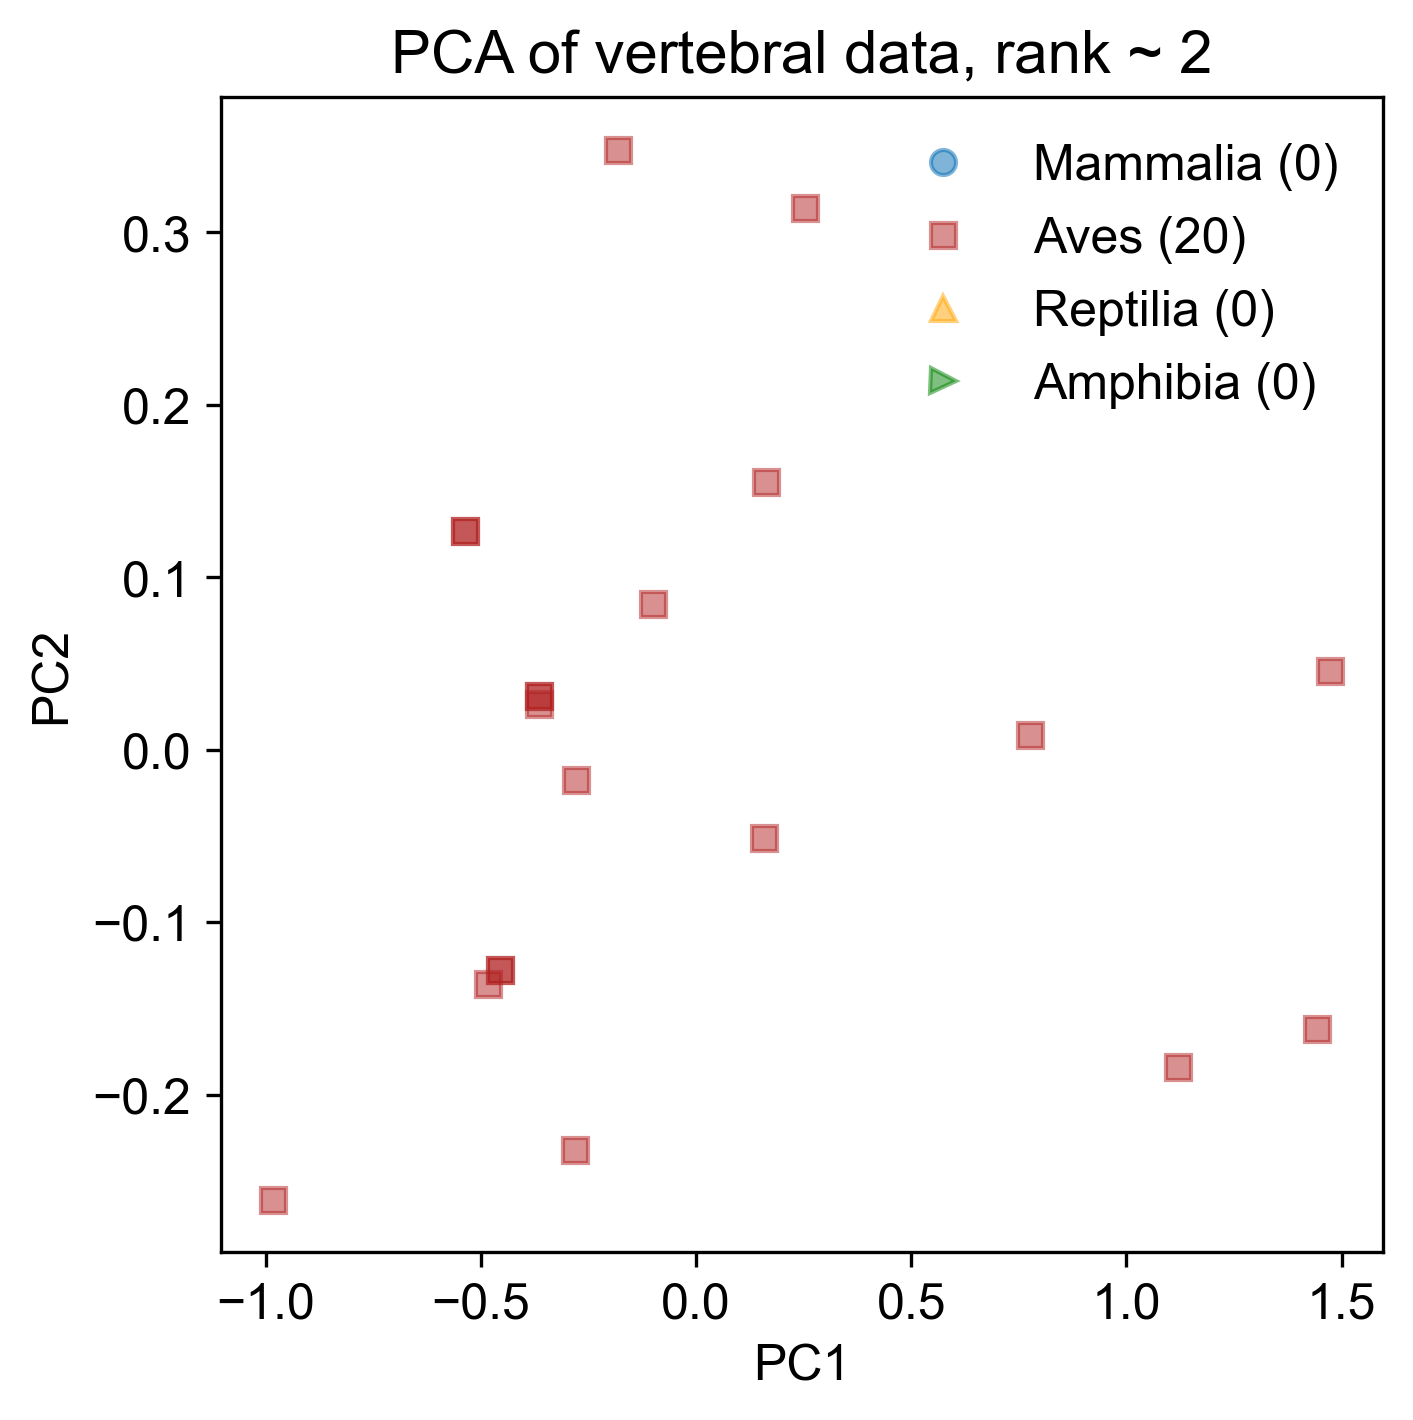 PCA of vertebral data, rank ~ 2
Mammalia (0)
Aves (20)
Reptilia (0)
Amphibia (0)
0.3
0.2
0.1
0.0
−0.1
−0.2
PC2
−1.0 −0.5 0.0 0.5 1.0 1.5
PC1